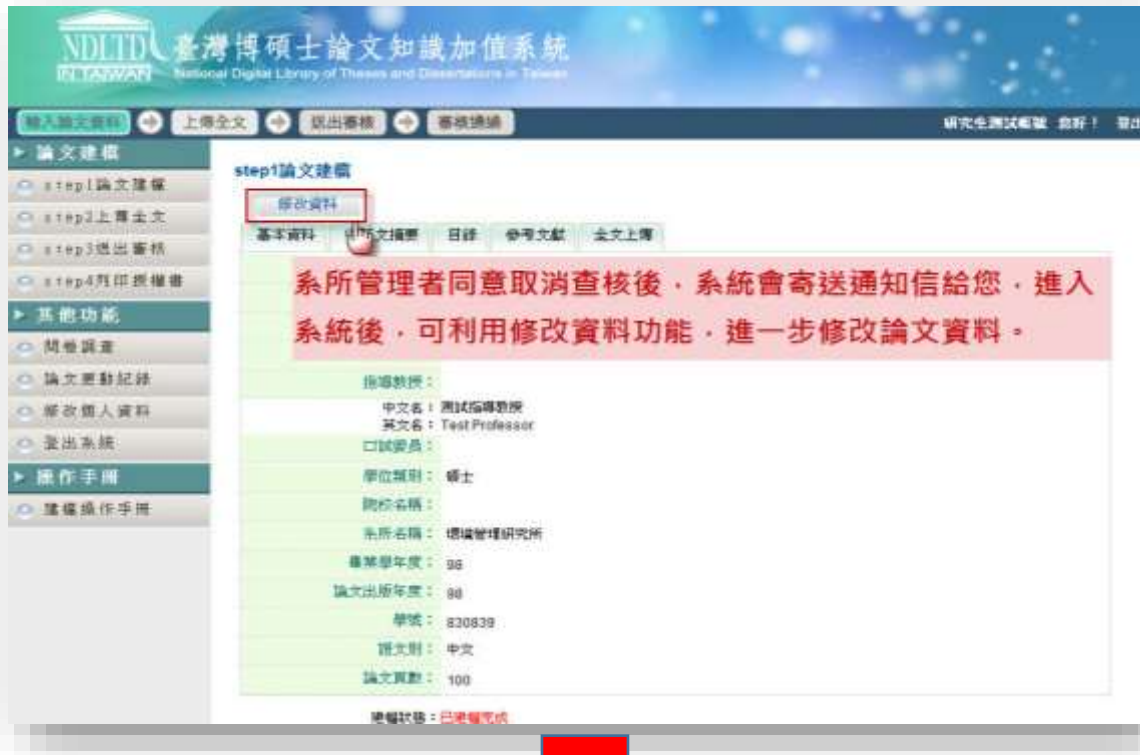 NDLTD 臺灣博碩士論文知識加值系統
IN TAIWAN National Digital Library of Theses and Dissertations in Taiwan
輸入論文資料 上傳全文 送出審核 審核通過 研究生測試帳號 您好! 登出
論文建檔
step1論文建檔
step2上傳全文
step3送出審核
step4列印授權書
其他功能
問卷調查
論文更動記錄
修改個人資料
登出系統
操作手冊
建檔操作手冊
step1論文建檔
修改資料
基本資料 文摘要 目錄 參考文獻 全文上傳
系所管理者同意取消查核後,系統會寄送通知信給您,進入
系統後,可利用修改資料功能,進一步修改論文資料。
指導教授:
中文名: 測試指導教授
英文名: Test Professor
口試委員:
學位類別: 碩士
院校名稱:
系所名稱: 環境管理研究所
畢業學年度: 98
論文出版年度: 98
學號: 830839
語文別: 中文
論文頁數: 100
建檔狀態:已建檔完成